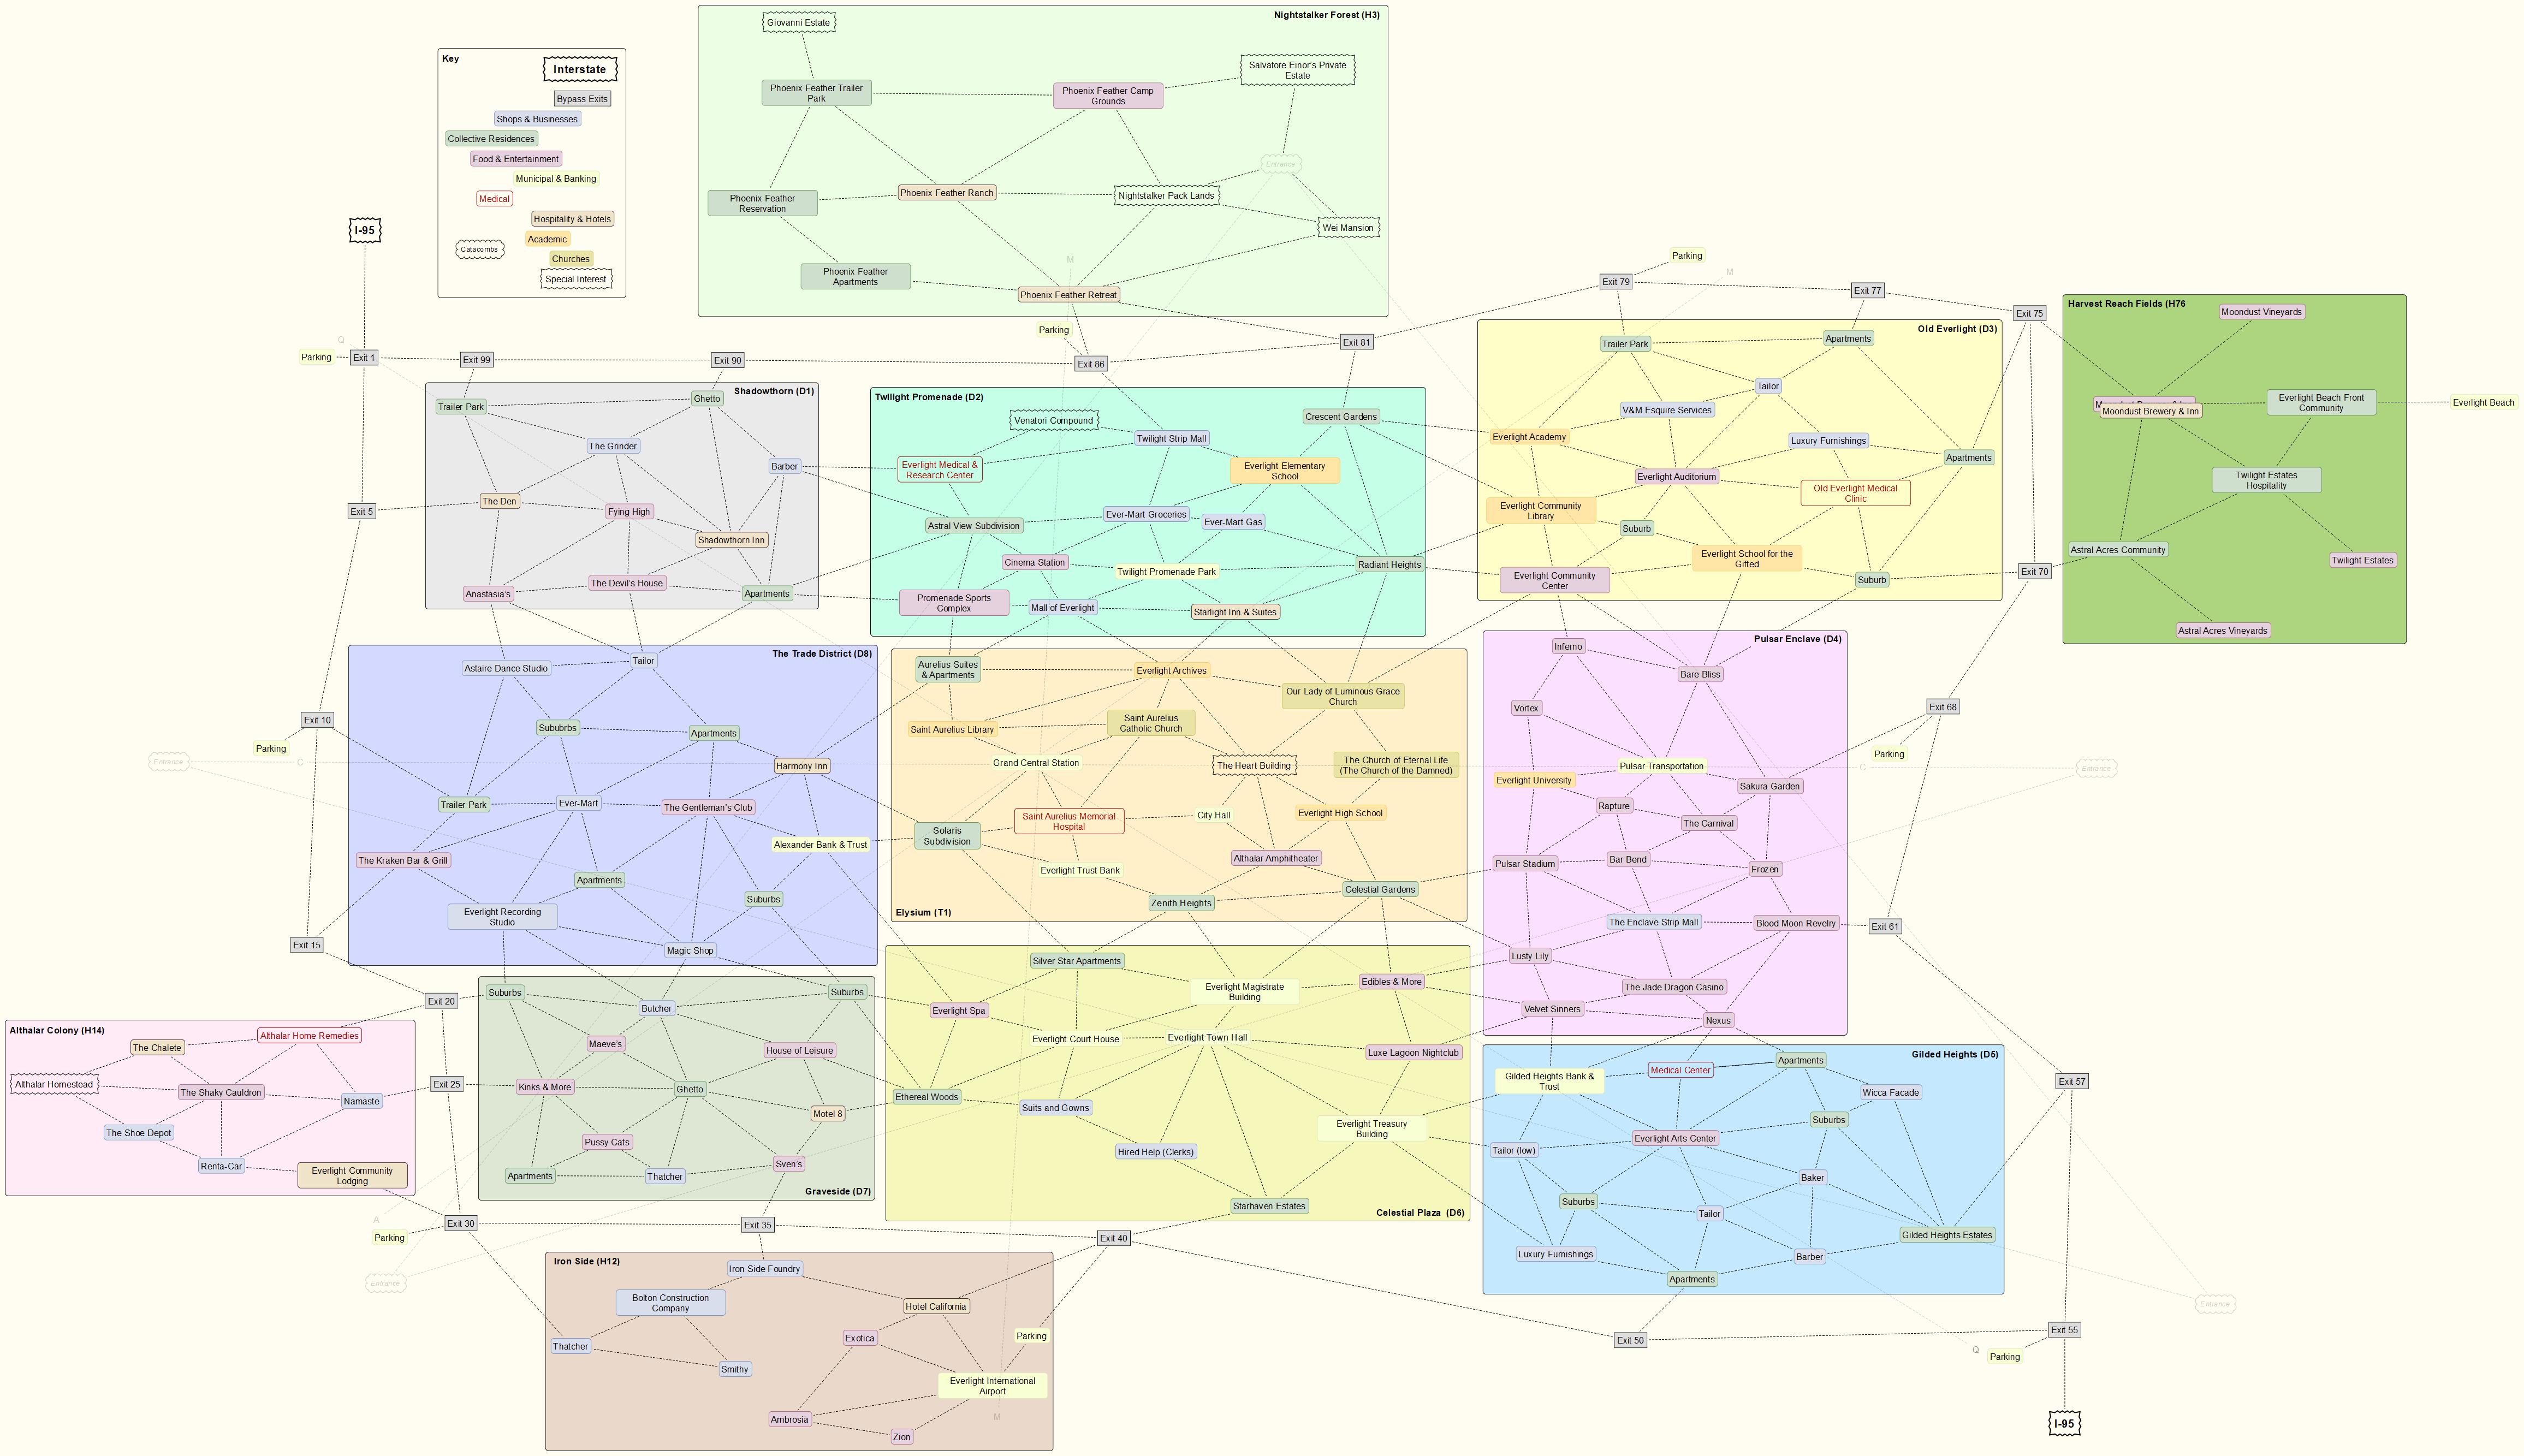 Nightstalker Forest (H3)
Giovanni Estate
Salvatore Einor's Private
Estate
Phoenix Feather Trailer
Park
Phoenix Feather Camp
Grounds
Entrance
Phoenix Feather
Reservation
Phoenix Feather Ranch
Nightstalker Pack Lands
Wei Mansion
Phoenix Feather
Apartments
Phoenix Feather Retreat
M
Key
Interstate
Bypass Exits
Shops & Businesses
Collective Residences
Food & Entertainment
Municipal & Banking
Medical
Hospitality & Hotels
Academic
Catacombs
Churches
Special Interest
I-95
Q
Parking
Exit 1
Exit 99
Exit 90
Parking
Exit 86
Exit 81
Exit 79
Parking
M
Exit 77
Exit 75
Exit 5
Exit 10
Parking
Entrance
C
Exit 15
Exit 20
Exit 25
Exit 30
Parking
A
Entrance
Exit 35
Exit 40
Exit 50
Exit 55
Parking
Q
I-95
Exit 57
Entrance
Exit 61
Exit 68
Parking
C
Entrance
Exit 70
Shadowthorn (D1)
Trailer Park
Ghetto
The Grinder
Barber
The Den
Fying High
Shadowthorn Inn
Anastasia's
The Devil's House
Apartments
Twilight Promenade (D2)
Venatori Compound
Crescent Gardens
Twilight Strip Mall
Everlight Medical &
Research Center
Everlight Elementary
School
Astral View Subdivision
Ever-Mart Groceries
Ever-Mart Gas
Cinema Station
Twilight Promenade Park
Radiant Heights
Promenade Sports
Complex
Mall of Everlight
Starlight Inn & Suites
Old Everlight (D3)
Trailer Park
Apartments
Tailor
V&M Esquire Services
Everlight Academy
Luxury Furnishings
Apartments
Everlight Auditorium
Old Everlight Medical
Clinic
Everlight Community
Library
Suburb
Everlight School for the
Gifted
Everlight Community
Center
Suburb
Harvest Reach Fields (H76
Moondust Vineyards
Moondust Brewery & Inn
Everlight Beach Front
Community
Everlight Beach
Twilight Estates
Hospitality
Astral Acres Community
Twilight Estates
Astral Acres Vineyards
The Trade District (D8)
Astaire Dance Studio
Tailor
Sububrbs
Apartments
Harmony Inn
Trailer Park
Ever-Mart
The Gentleman's Club
Alexander Bank & Trust
The Kraken Bar & Grill
Apartments
Suburbs
Everlight Recording
Studio
Magic Shop
Elysium (T1)
Aurelius Suites
& Apartments
Everlight Archives
Our Lady of Luminous Grace
Church
Saint Aurelius Library
Saint Aurelius
Catholic Church
Grand Central Station
The Heart Building
The Church of Eternal Life
(The Church of the Damned)
Saint Aurelius Memorial
Hospital
City Hall
Everlight High School
Solaris
Subdivision
Althalar Amphitheater
Everlight Trust Bank
Celestial Gardens
Zenith Heights
Pulsar Enclave (D4)
Inferno
Bare Bliss
Vortex
Pulsar Transportation
Everlight University
Sakura Garden
Rapture
The Carnival
Pulsar Stadium
Bar Bend
Frozen
The Enclave Strip Mall
Blood Moon Revelry
Lusty Lily
The Jade Dragon Casino
Velvet Sinners
Nexus
Althalar Colony (H14)
Althalar Home Remedies
The Chalete
Althalar Homestead
The Shaky Cauldron
Namaste
The Shoe Depot
Renta-Car
Everlight Community
Lodging
Graveside (D7)
Suburbs
Butcher
Suburbs
Maeve's
House of Leisure
Kinks & More
Ghetto
Motel 8
Pussy Cats
Sven's
Apartments
Thatcher
Celestial Plaza (D6)
Silver Star Apartments
Everlight Magistrate
Building
Edibles & More
Everlight Spa
Everlight Court House
Everlight Town Hall
Luxe Lagoon Nightclub
Ethereal Woods
Suits and Gowns
Everlight Treasury
Building
Hired Help (Clerks)
Starhaven Estates
Gilded Heights (D5)
Apartments
Medical Center
Gilded Heights Bank &
Trust
Wicca Facade
Suburbs
Everlight Arts Center
Tailor (low)
Baker
Suburbs
Tailor
Gilded Heights Estates
Luxury Furnishings
Barber
Apartments
Iron Side (H12)
Iron Side Foundry
Bolton Construction
Company
Hotel California
Thatcher
Exotica
Parking
Smithy
Everlight International
Airport
Ambrosia
M
Zion